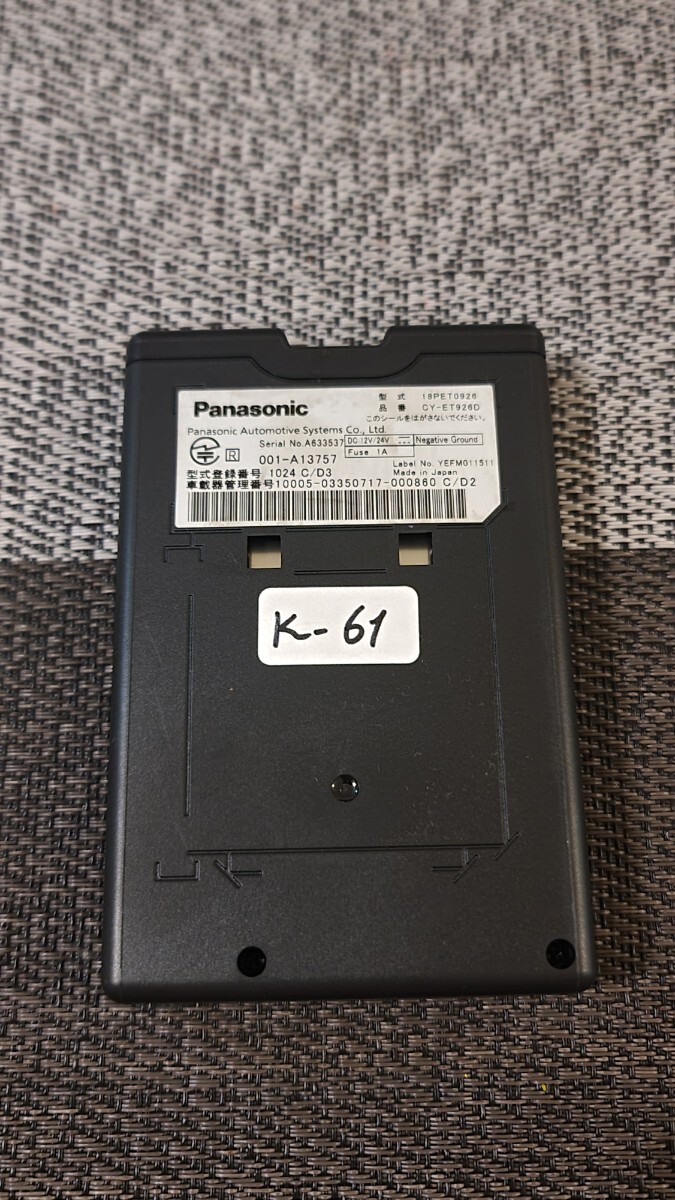 Panasonic
型式 18PET0926
品番 CY-ET926D
このシールをはがさないでください。
Panasonic Automotive Systems Co., Ltd.
Serial No.A633537
DC 12V/24V
Negative Ground
Fuse 1A
R
001-A13757
Label No. YEFM011511
Made in Japan
型式登録番号 1024 C/D3
車載器管理番号10005-03350717-000860 C/D2
K-61